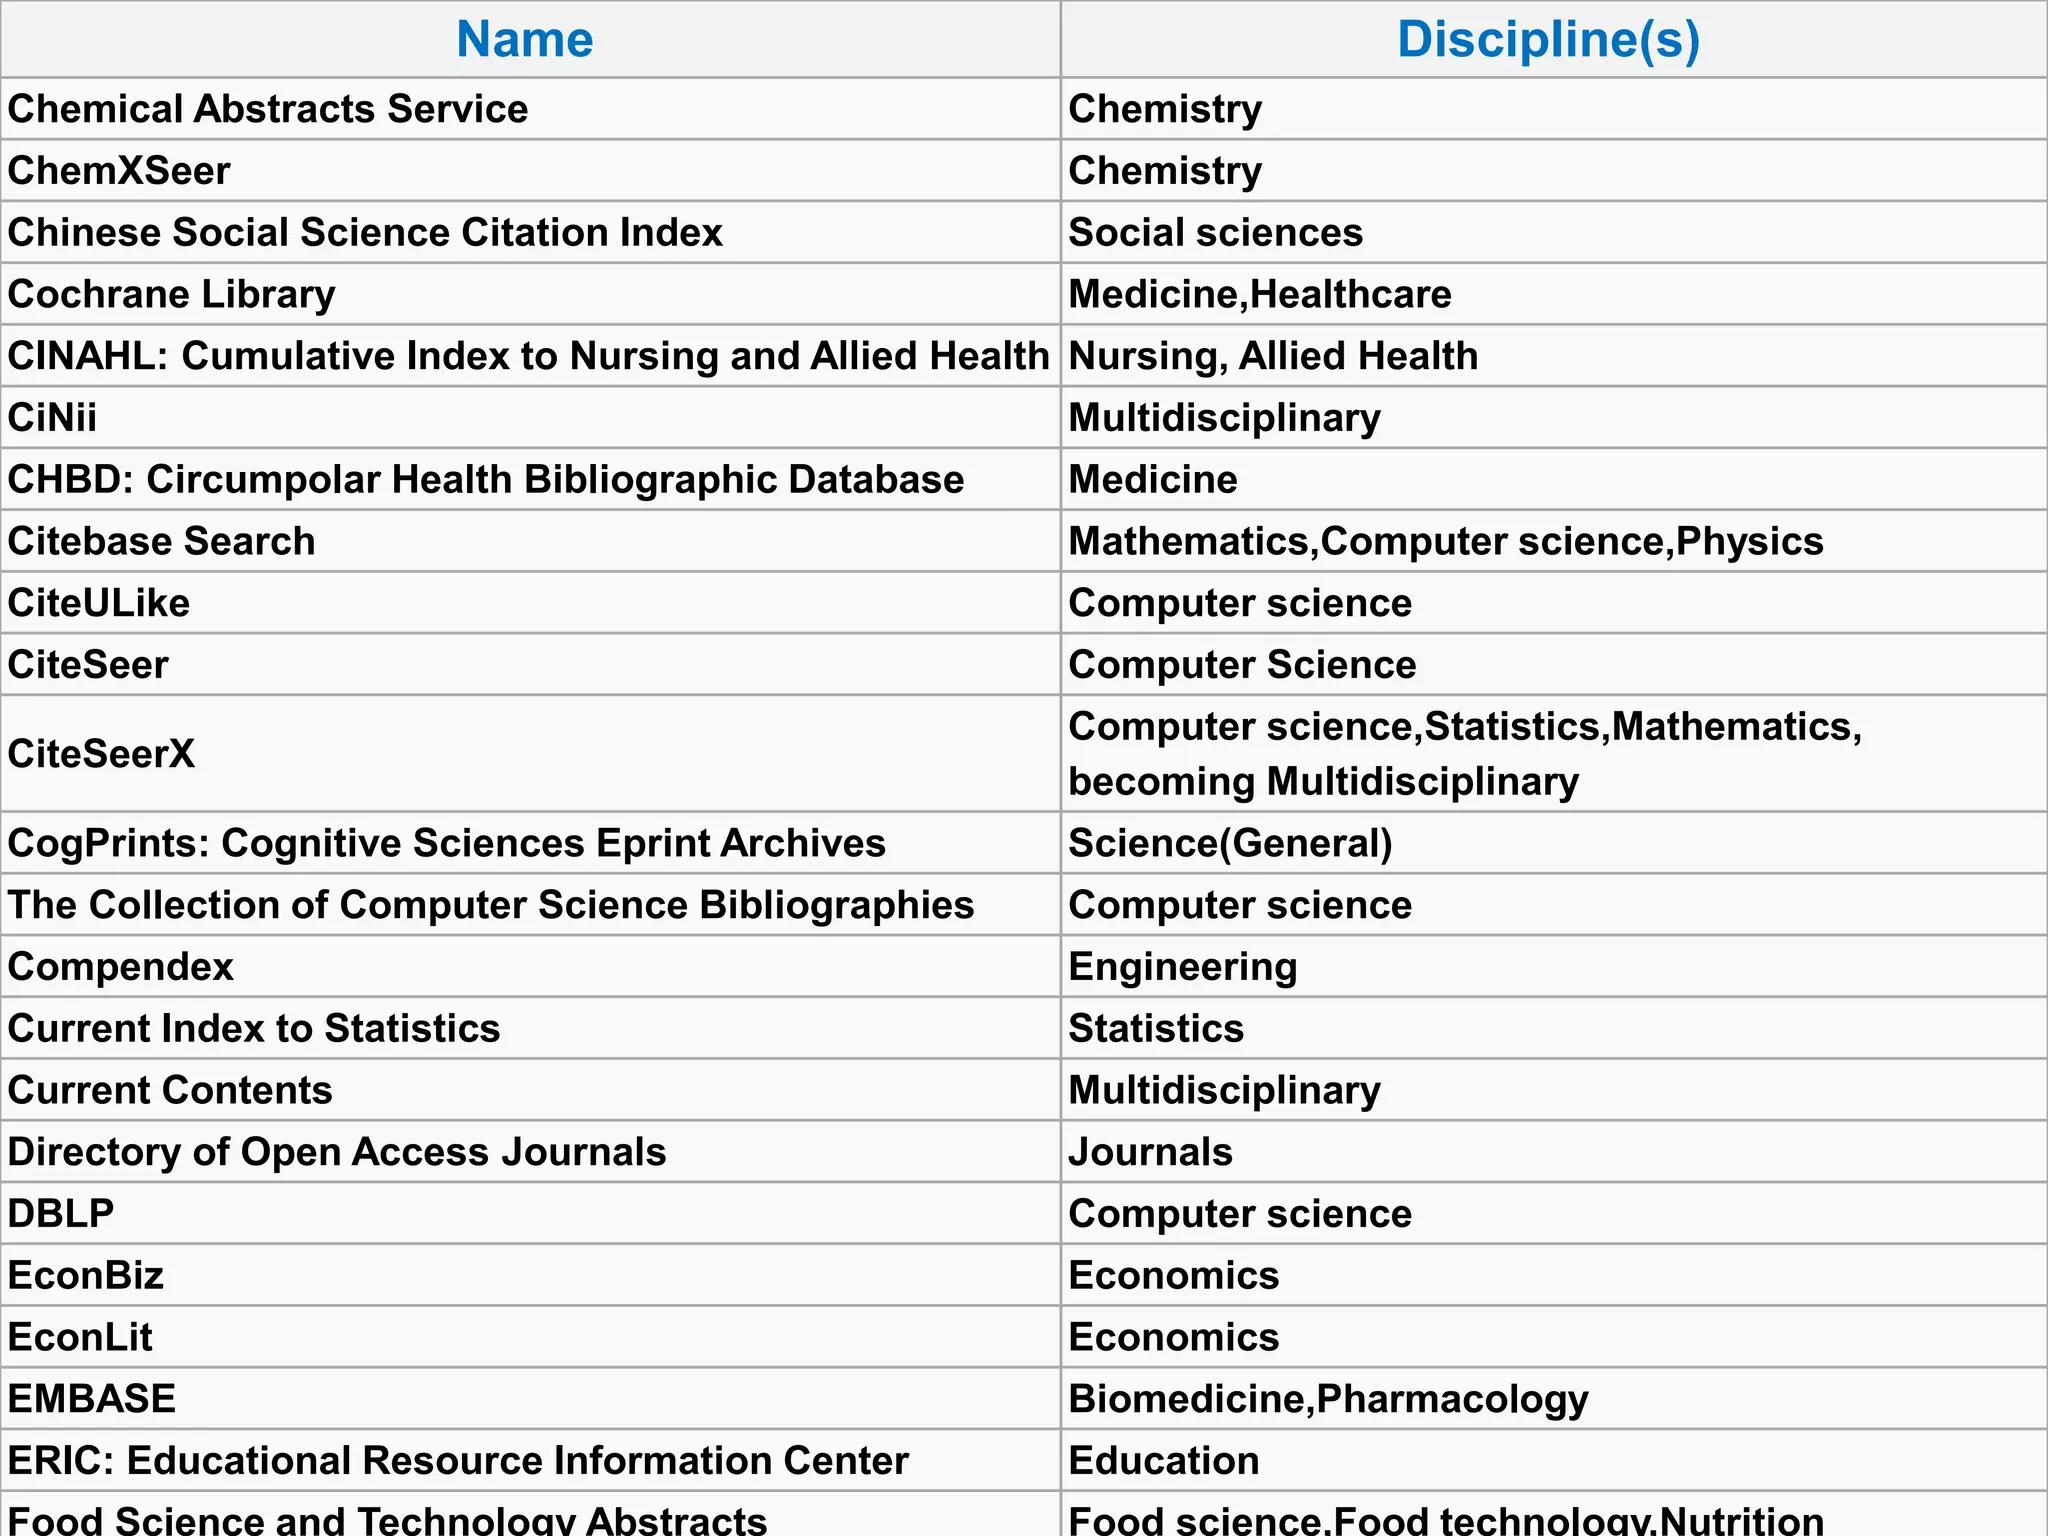 Name Discipline(s)
Chemical Abstracts Service Chemistry
ChemXSeer Chemistry
Chinese Social Science Citation Index Social sciences
Cochrane Library Medicine,Healthcare
CINAHL: Cumulative Index to Nursing and Allied Health Nursing, Allied Health
CiNii Multidisciplinary
CHBD: Circumpolar Health Bibliographic Database Medicine
Citebase Search Mathematics,Computer science,Physics
CiteULike Computer science
CiteSeer Computer Science
CiteSeerX Computer science,Statistics,Mathematics,
becoming Multidisciplinary
CogPrints: Cognitive Sciences Eprint Archives Science(General)
The Collection of Computer Science Bibliographies Computer science
Compendex Engineering
Current Index to Statistics Statistics
Current Contents Multidisciplinary
Directory of Open Access Journals Journals
DBLP Computer science
EconBiz Economics
EconLit Economics
EMBASE Biomedicine,Pharmacology
ERIC: Educational Resource Information Center Education
Food Science and Technology Abstracts Food science,Food technology,Nutrition